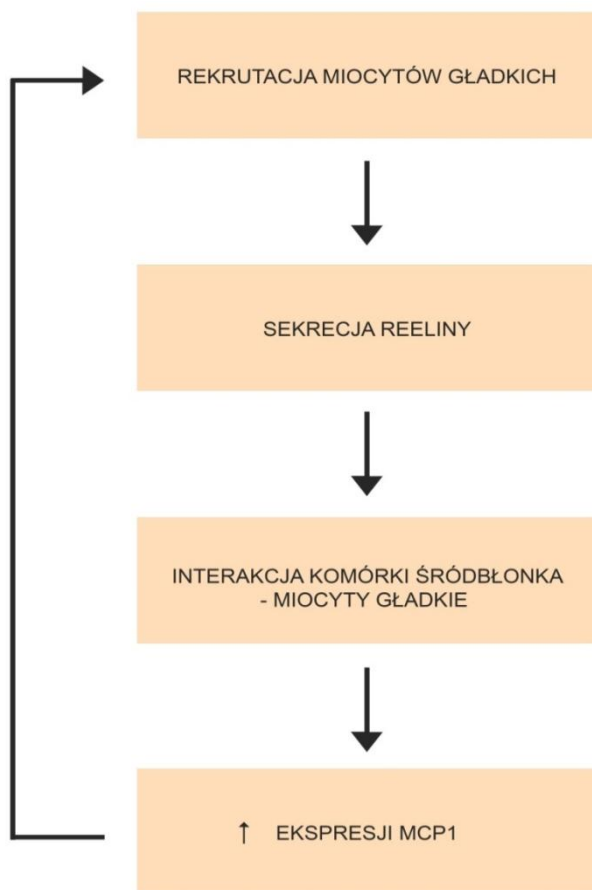 REKRUTACJA MIOCYTÓW GŁADKICH
SEKRECJA REELINY
INTERAKCJA KOMÓRKI ŚRÓDBŁONKA
- MIOCYTY GŁADKIE
↑ EKSPRESJI MCP1